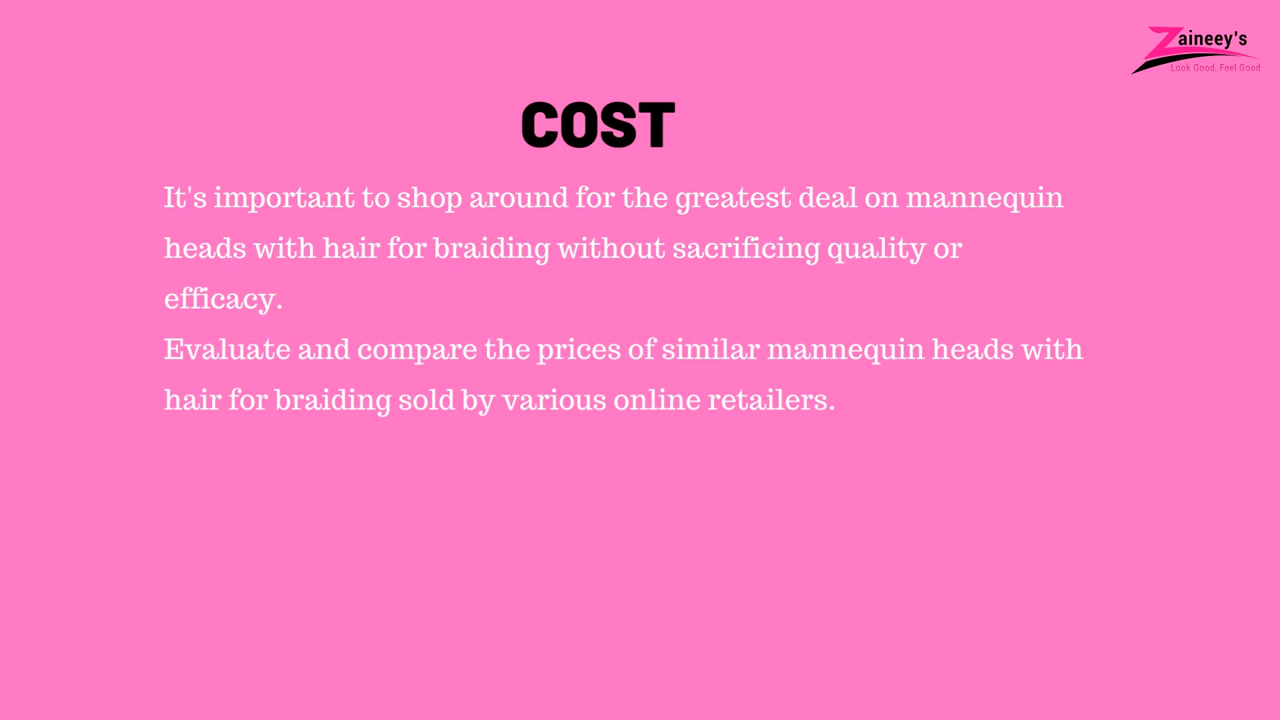 Zaineey's
Look Good, Feel Good
COST
It's important to shop around for the greatest deal on mannequin
heads with hair for braiding without sacrificing quality or
efficacy.
Evaluate and compare the prices of similar mannequin heads with
hair for braiding sold by various online retailers.